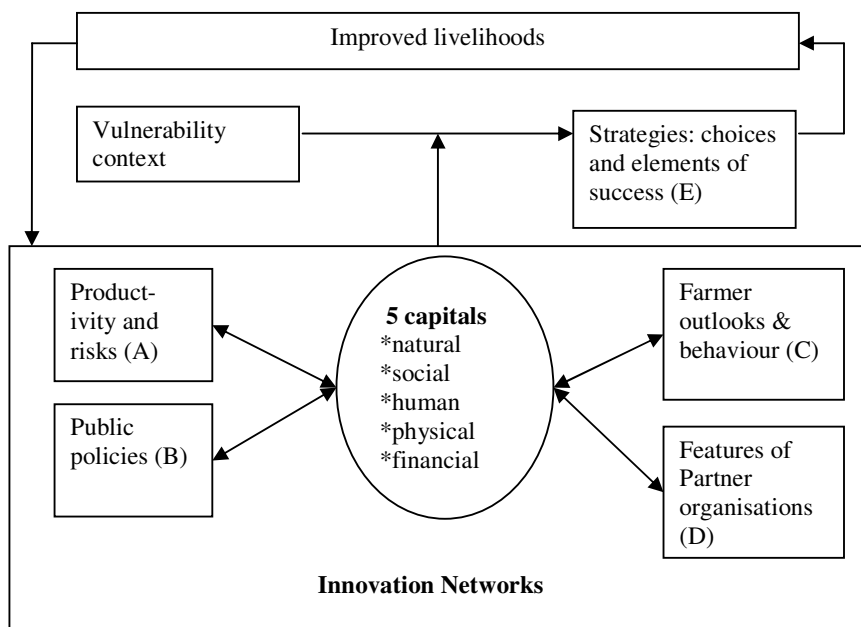 Improved livelihoods
Vulnerability
context
Strategies: choices
and elements of
success (E)
Product-
ivity and
risks (A)
Public
policies (B)
5 capitals
*natural
*social
*human
*physical
*financial
Farmer
outlooks &
behaviour (C)
Features of
Partner
organisations
(D)
Innovation Networks